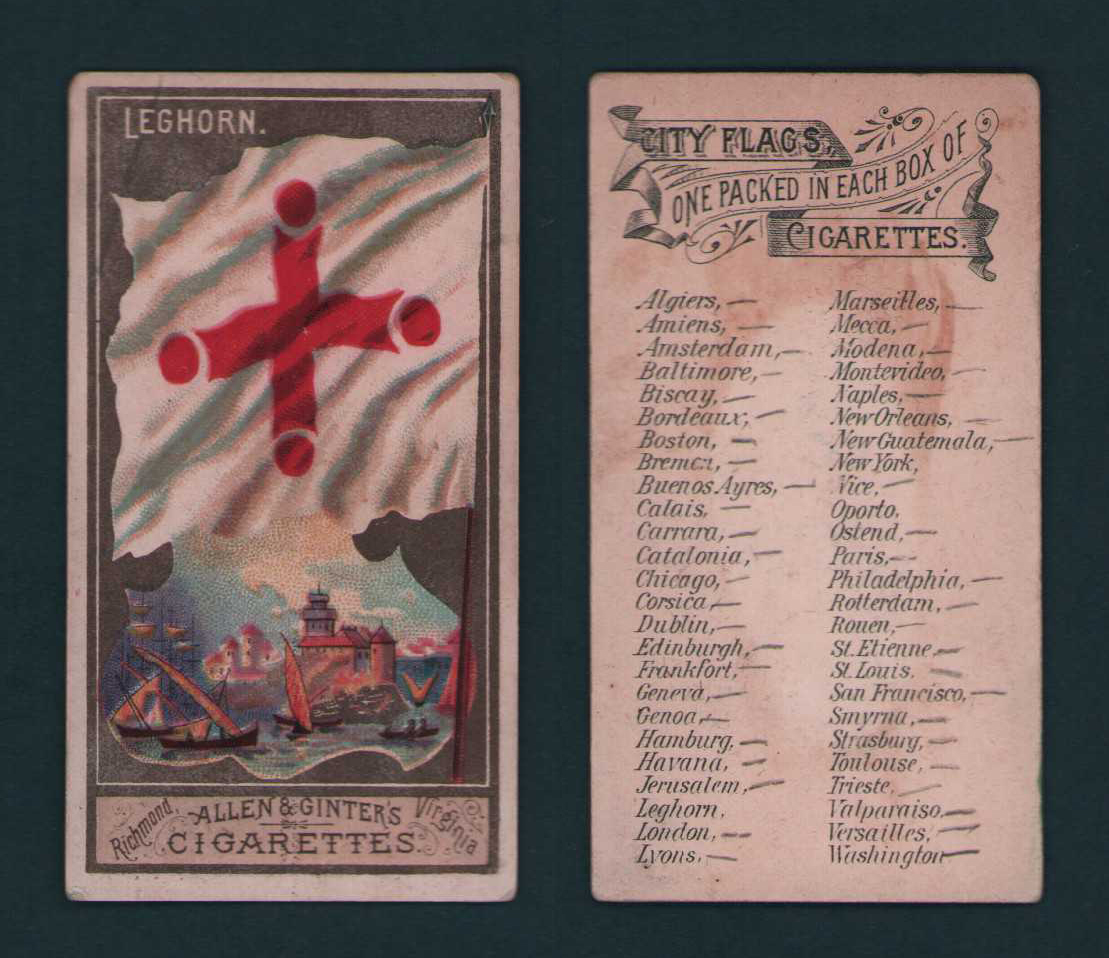 LEGHORN.
Richmond, ALLEN & GINTER'S Virginia
CIGARETTES.
CITY FLAGS,
ONE PACKED IN EACH BOX OF
CIGARETTES.
Algiers,
Amiens,
Amsterdam,
Baltimore,
Biscay,
Bordeaux,
Boston,
Bremen,
Buenos Ayres,
Calais,
Carrara,
Catalonia,
Chicago,
Corsica,
Dublin,
Edinburgh,
Frankfort,
Geneva,
Genoa,
Hamburg,
Havana,
Jerusalem,
Leghorn,
London,
Lyons,
Marseilles,
Mecca,
Modena,
Montevideo,
Naples,
New Orleans,
New Guatemala,
New York,
Nice,
Oporto,
Ostend,
Paris,
Philadelphia,
Rotterdam,
Rouen,
St. Etienne,
St. Louis,
San Francisco,
Smyrna,
Strasburg,
Toulouse,
Trieste,
Valparaiso,
Versailles,
Washington